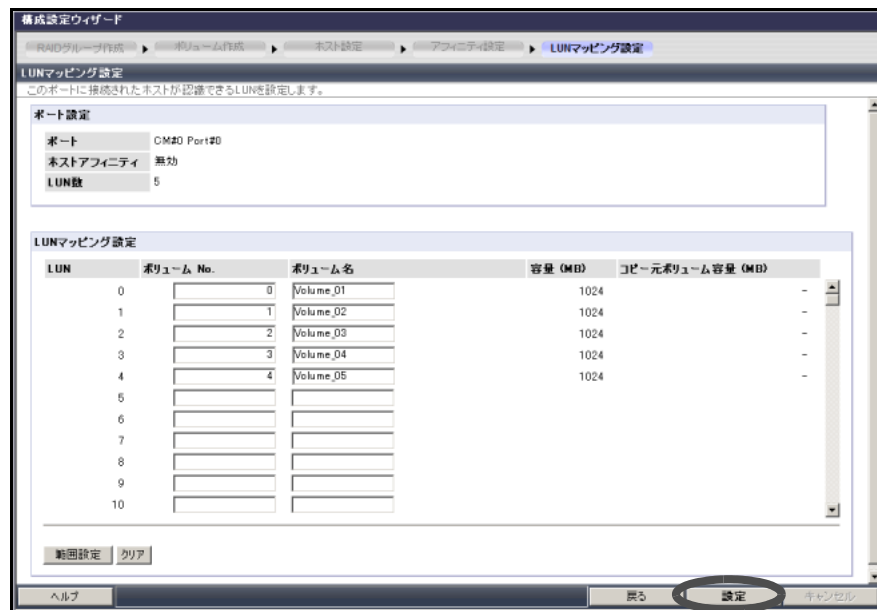 構成設定ウィザード
RAIDグループ作成 ボリューム作成 ホスト設定 アフィニティ設定 LUNマッピング設定
LUNマッピング設定
このポートに接続されたホストが認識できるLUNを設定します。
ポート設定
ポート CM#0 Port#0
ホストアフィニティ 無効
LUN数 5
LUNマッピング設定
LUN ボリューム No. ボリューム名 容量 (MB) コピー元ボリューム容量 (MB)
0 0 Volume_01 1024 -
1 1 Volume_02 1024 -
2 2 Volume_03 1024 -
3 3 Volume_04 1024 -
4 4 Volume_05 1024 -
5
6
7
8
9
10
範囲設定 クリア
ヘルプ 戻る 設定 キャンセル